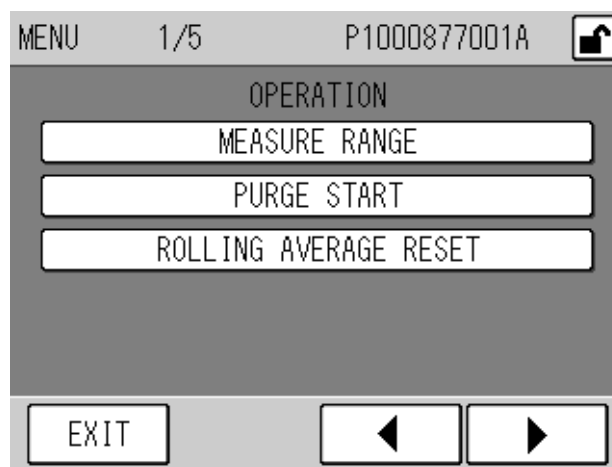 MENU 1/5 P1000877001A
OPERATION
MEASURE RANGE
PURGE START
ROLLING AVERAGE RESET
EXIT